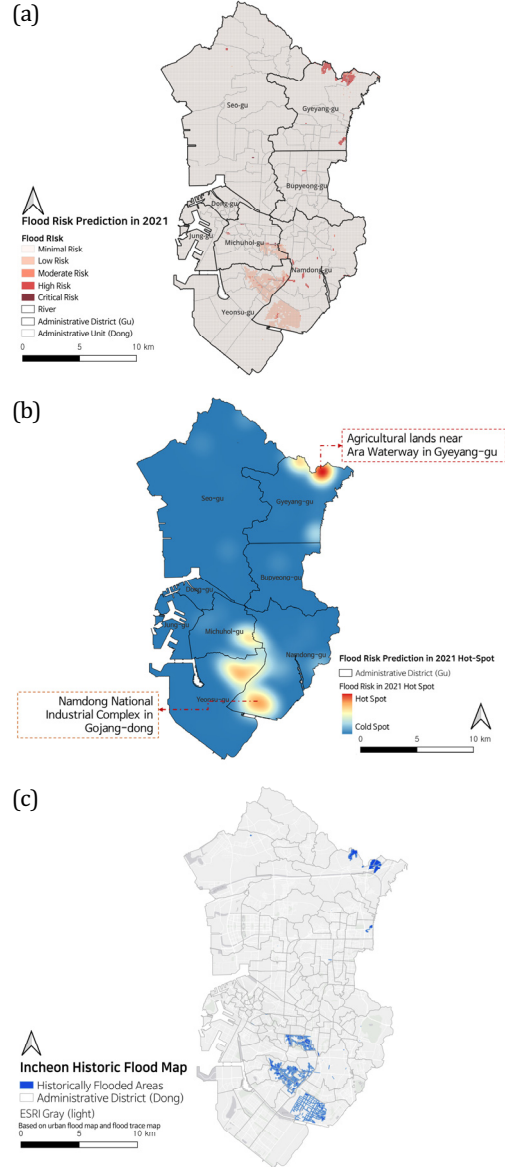 (a)
Seo-gu
Gyeyang-gu
Bupyeong-gu
Dong-gu
Jung-gu
Michuhol-gu
Namdong-gu
Yeonsu-gu
Flood Risk Prediction in 2021
Flood Risk
Minimal Risk
Low Risk
Moderate Risk
High Risk
Critical Risk
River
Administrative District (Gu)
Administrative Unit (Dong)
0 5 10 km
(b)
Agricultural lands near
Ara Waterway in Gyeyang-gu
Seo-gu
Gyeyang-gu
Bupyeong-gu
Dong-gu
Jung-gu
Michuhol-gu
Namdong-gu
Yeonsu-gu
Namdong National
Industrial Complex in
Gojang-dong
Flood Risk Prediction in 2021 Hot-Spot
Administrative District (Gu)
Flood Risk in 2021 Hot Spot
Hot Spot
Cold Spot
0 5 10 km
(c)
Incheon Historic Flood Map
Historically Flooded Areas
Administrative District (Dong)
ESRI Gray (light)
Based on urban flood map and flood trace map
0 5 10 km